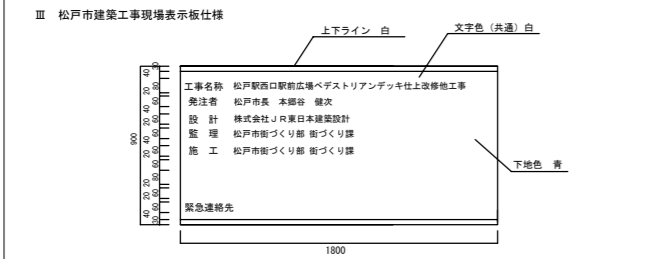 Ⅲ 松戸市建築工事現場表示板仕様
上下ライン 白
文字色（共通）白
工事名称 松戸駅西口駅前広場ペデストリアンデッキ仕上改修他工事
発注者 松戸市長 本郷谷 健次
設計 株式会社ＪＲ東日本建築設計
監理 松戸市街づくり部 街づくり課
施工 松戸市街づくり部 街づくり課
下地色 青
緊急連絡先
900
1800